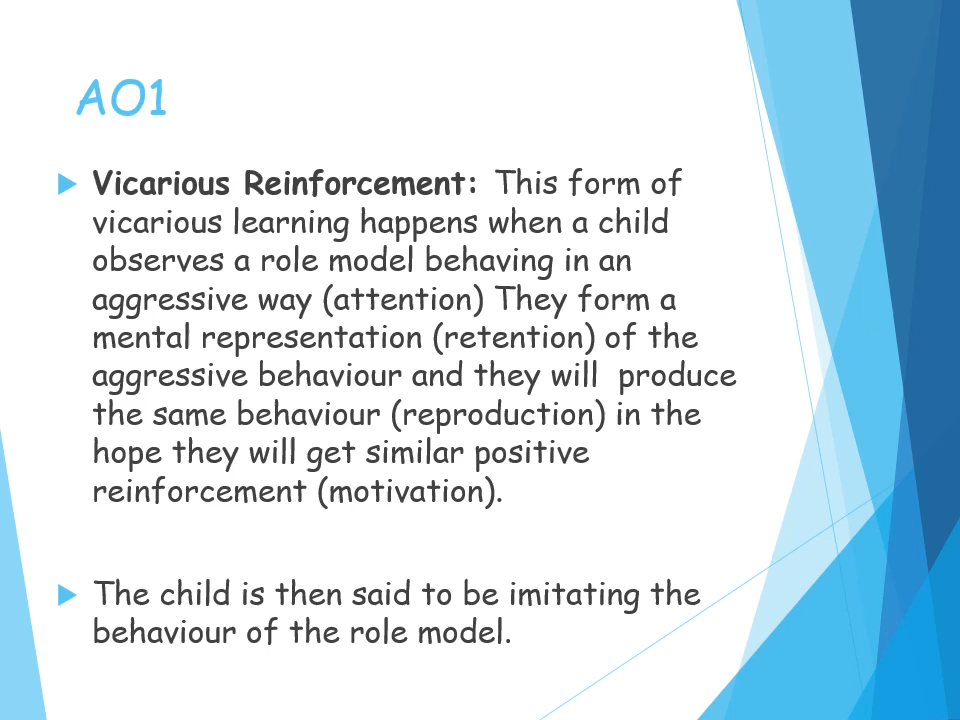 AO1
Vicarious Reinforcement: This form of
vicarious learning happens when a child
observes a role model behaving in an
aggressive way (attention) They form a
mental representation (retention) of the
aggressive behaviour and they will  produce
the same behaviour (reproduction) in the
hope they will get similar positive
reinforcement (motivation).
The child is then said to be imitating the
behaviour of the role model.